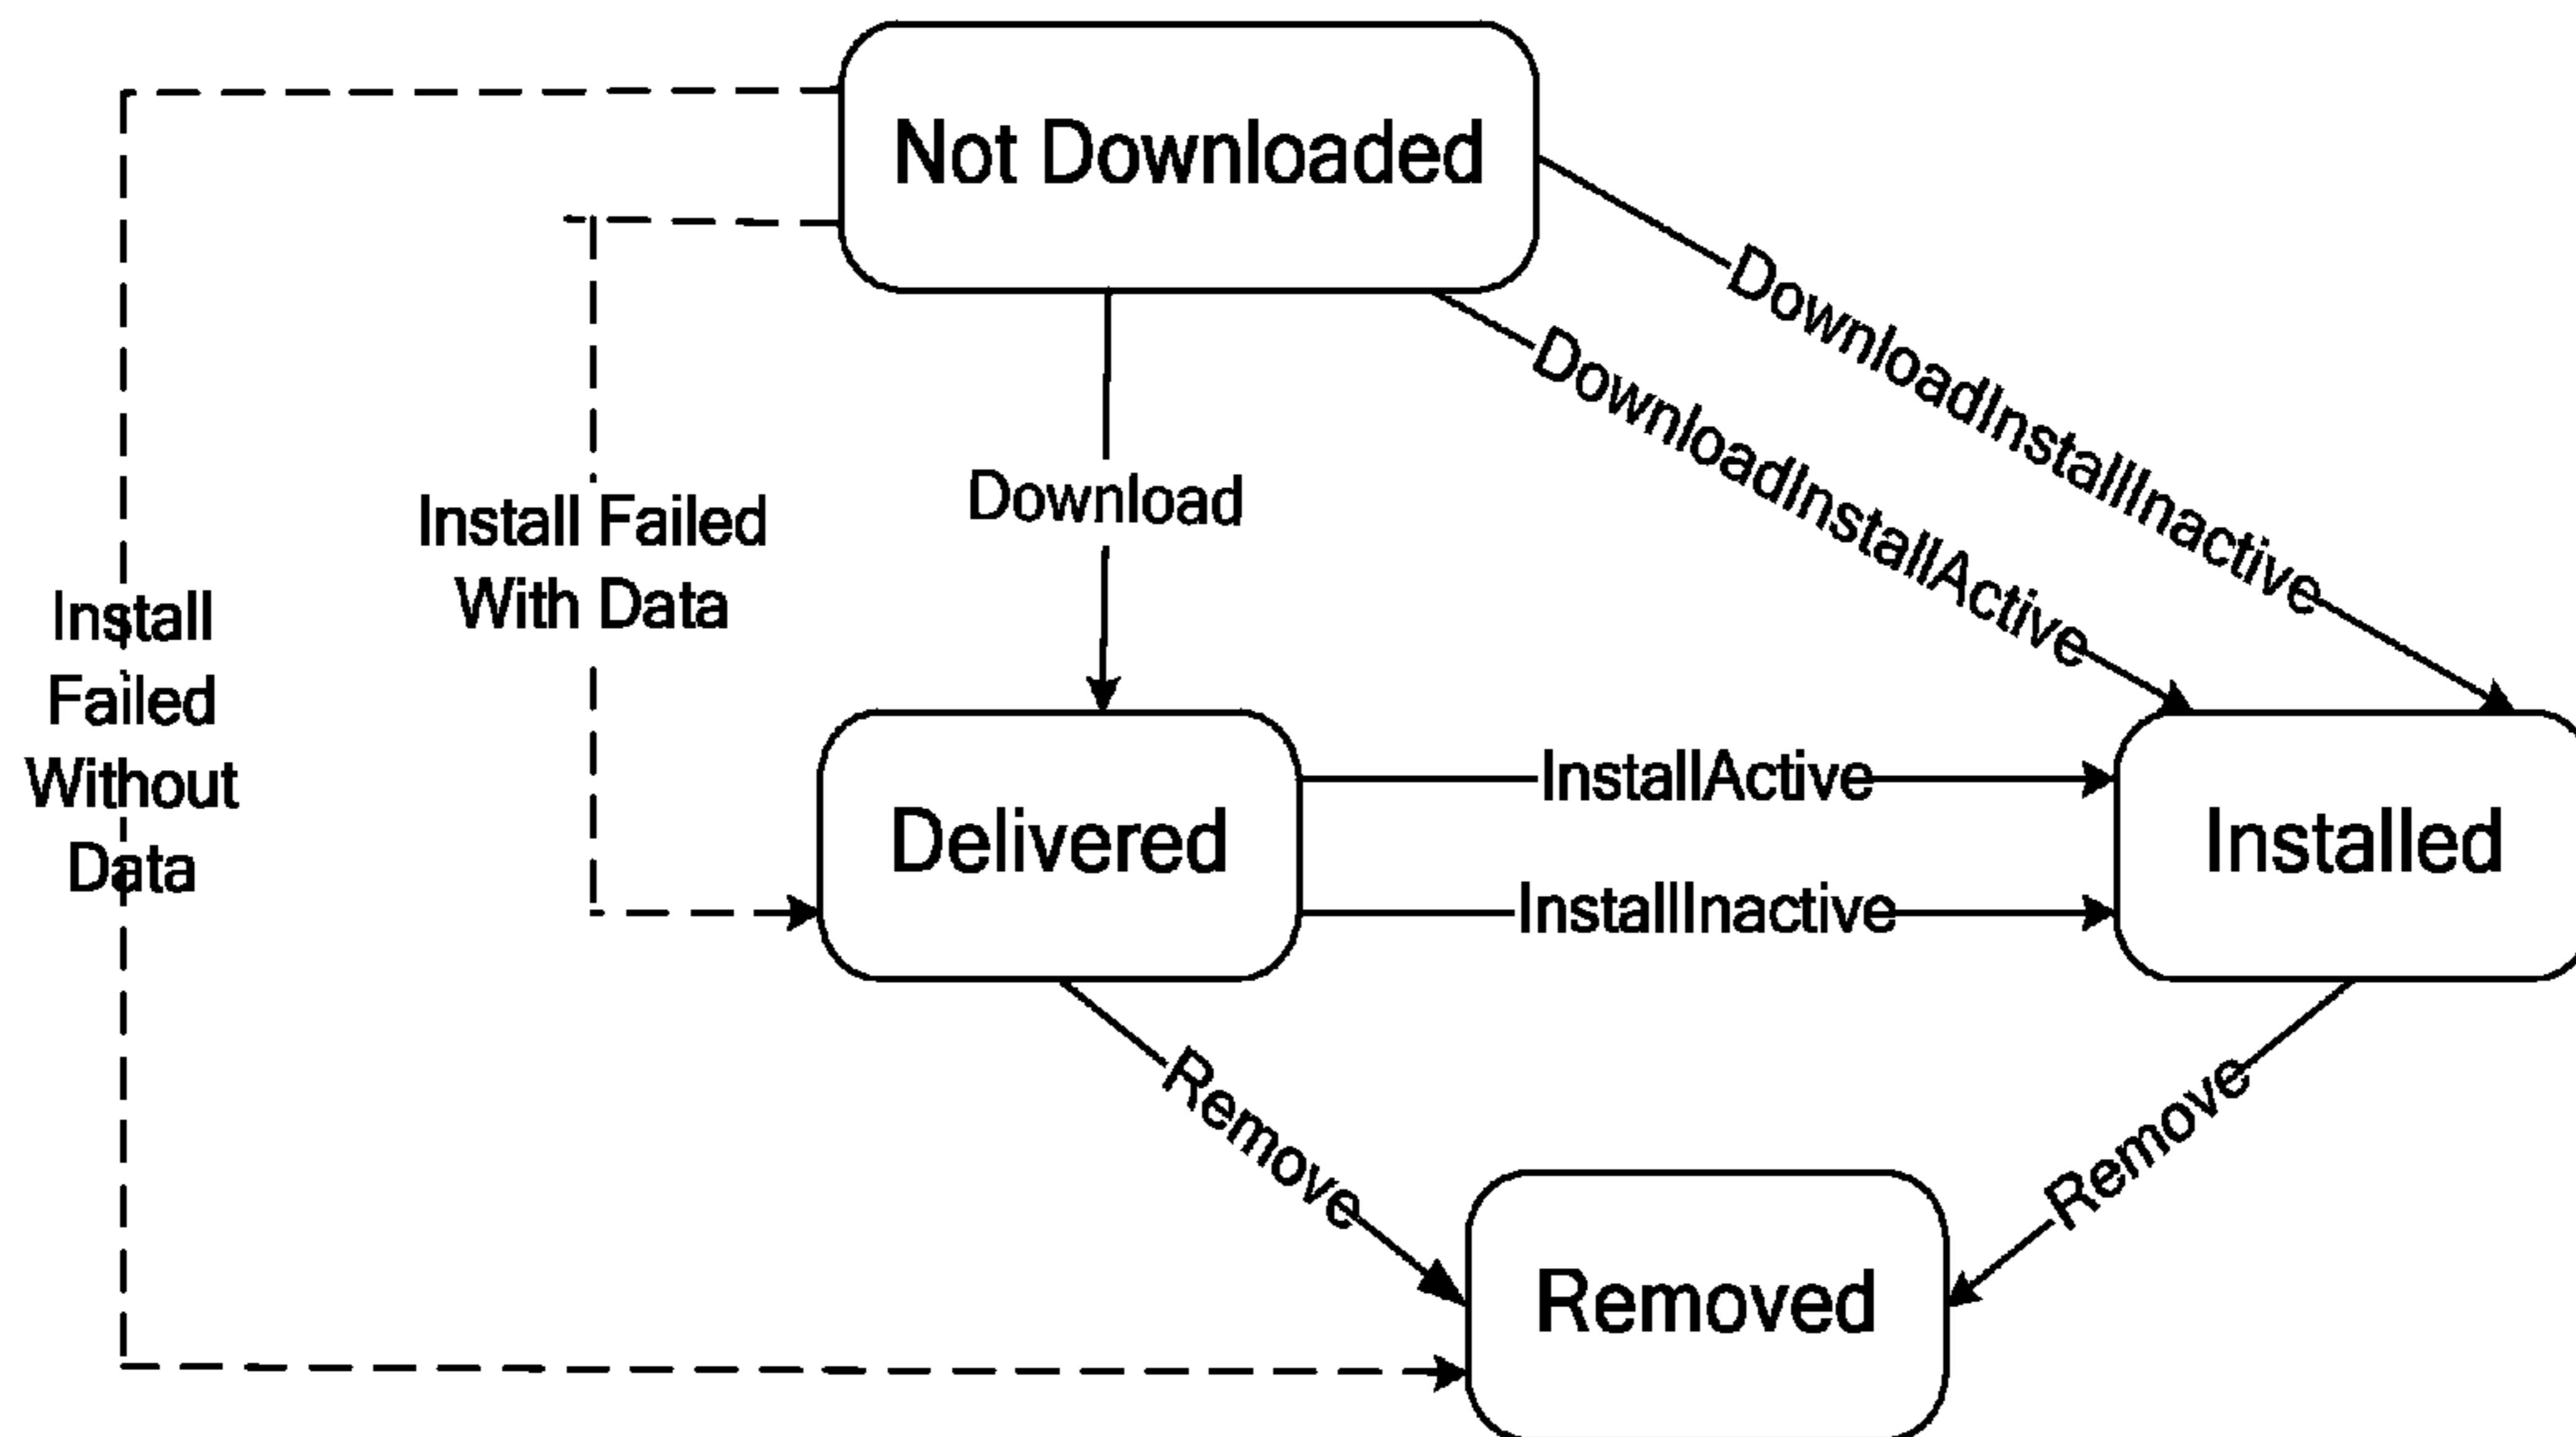 Not Downloaded
DownloadInstallInactive
DownloadInstallActive
Download
Install Failed
With Data
Install
Failed
Without
Data
Delivered
InstallActive
InstallInactive
Installed
Remove
Remove
Removed